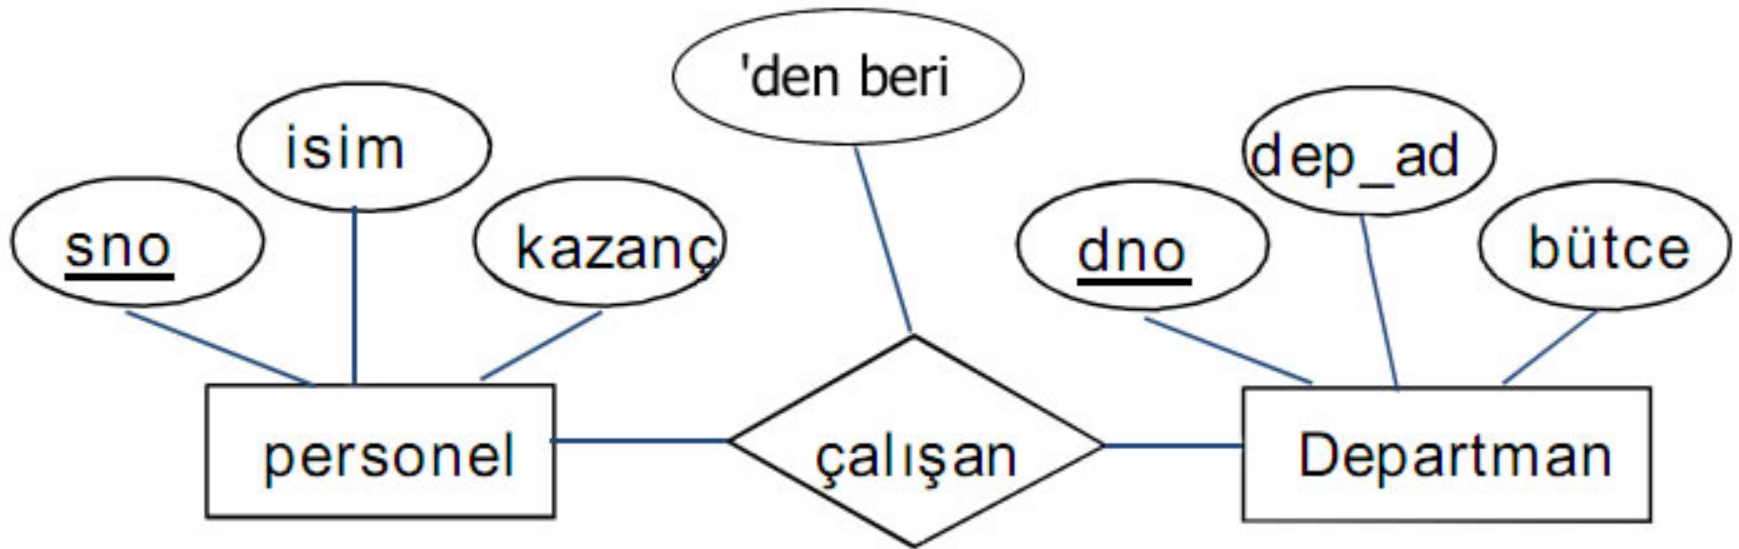 'den beri
isim
dep_ad
sno
kazanç
dno
bütce
personel
çalışan
Departman